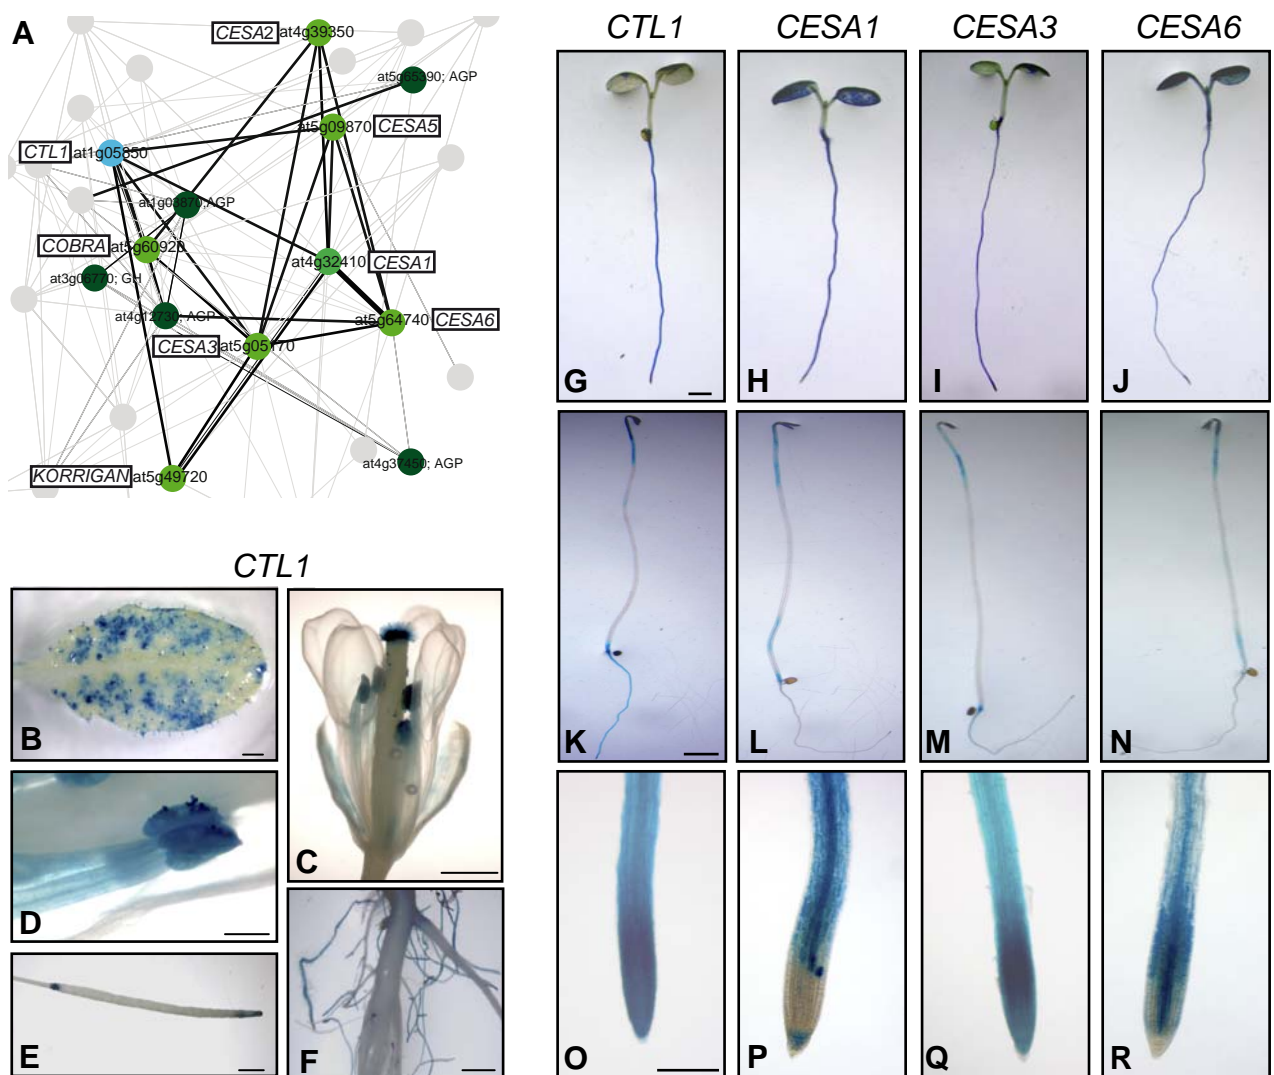 A
CESA2 at4g39350
at5g65390; AGP
at5g09870 CESA5
CTL1 at1g05850
at1g03870;AGP
COBRA at5g60920
at4g32410 CESA1
at3g06770; GH
at4g12730; AGP
at5g64740 CESA6
CESA3 at5g05170
at4g37450; AGP
KORRIGAN at5g49720
CTL1
B
C
D
E
F
CTL1 CESA1 CESA3 CESA6
G H I J
K L M N
O P Q R